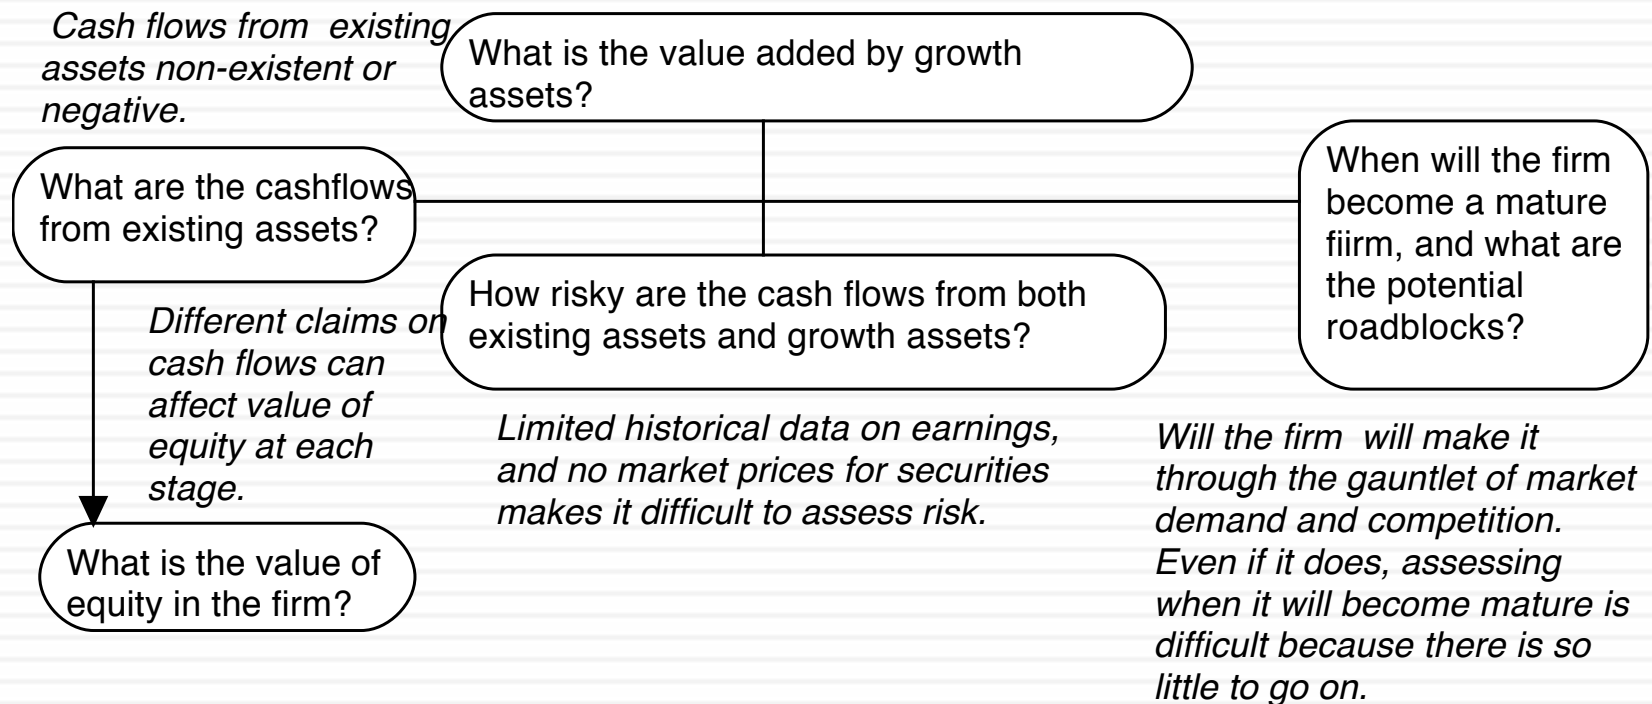 Cash flows from existing
assets non-existent or
negative.
What is the value added by growth
assets?
What are the cashflows
from existing assets?
When will the firm
become a mature
fiirm, and what are
the potential
roadblocks?
How risky are the cash flows from both
existing assets and growth assets?
Different claims on
cash flows can
affect value of
equity at each
stage.
Limited historical data on earnings,
and no market prices for securities
makes it difficult to assess risk.
Will the firm will make it
through the gauntlet of market
demand and competition.
Even if it does, assessing
when it will become mature is
difficult because there is so
little to go on.
What is the value of
equity in the firm?